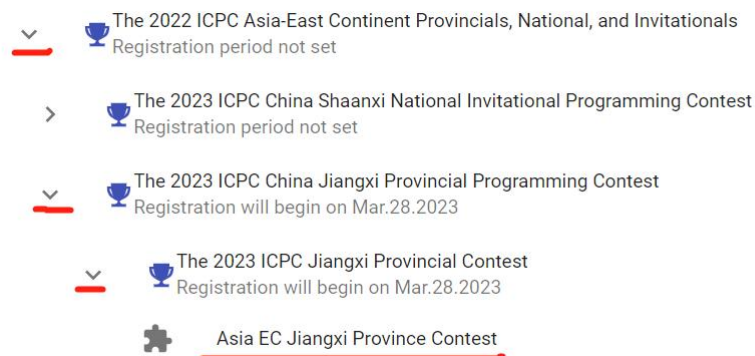 The 2022 ICPC Asia-East Continent Provincials, National, and Invitationals
Registration period not set
The 2023 ICPC China Shaanxi National Invitational Programming Contest
Registration period not set
The 2023 ICPC China Jiangxi Provincial Programming Contest
Registration will begin on Mar.28.2023
The 2023 ICPC Jiangxi Provincial Contest
Registration will begin on Mar.28.2023
Asia EC Jiangxi Province Contest